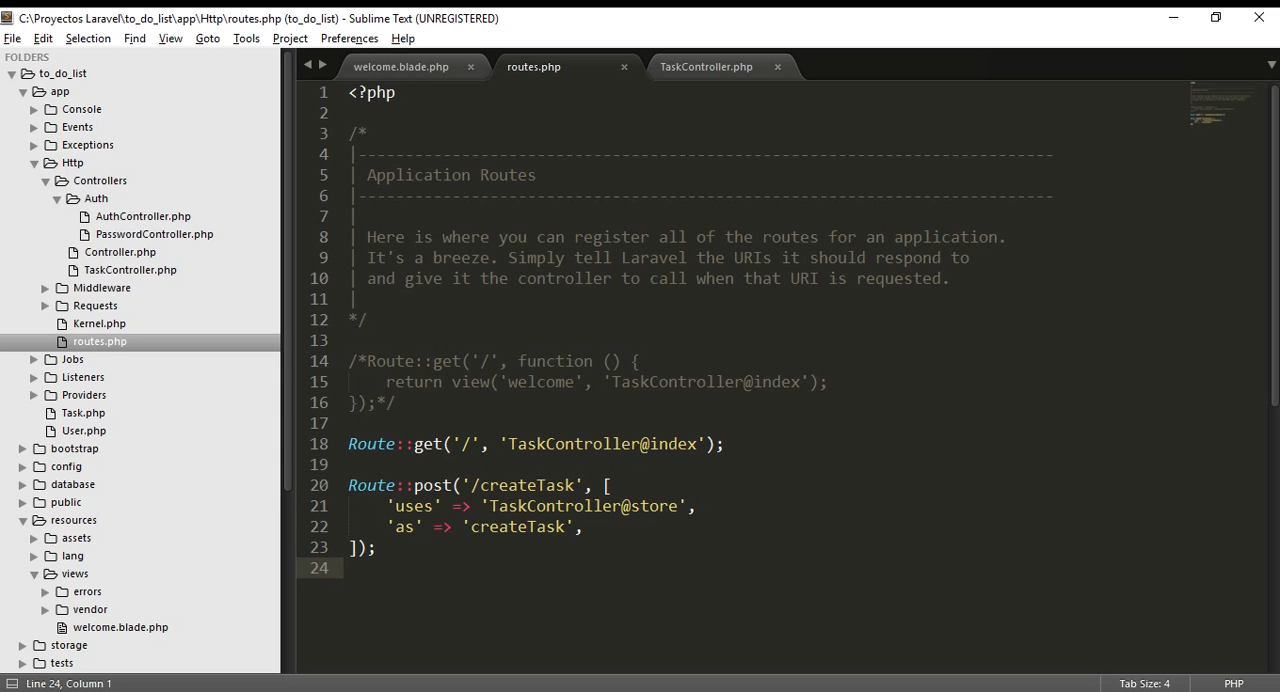 C:\Proyectos Laravel\to_do_list\app\Http\routes.php (to_do_list) - Sublime Text (UNREGISTERED)
File Edit Selection Find View Goto Tools Project Preferences Help
FOLDERS
to_do_list
app
Console
Events
Exceptions
Http
Controllers
Auth
AuthController.php
PasswordController.php
Controller.php
TaskController.php
Middleware
Requests
Kernel.php
routes.php
Jobs
Listeners
Providers
Task.php
User.php
bootstrap
config
database
public
resources
assets
lang
views
errors
vendor
welcome.blade.php
storage
tests
welcome.blade.php × routes.php × TaskController.php ×
1 <?php
2
3 /*
4 |--------------------------------------------------------------------------
5 | Application Routes
6 |--------------------------------------------------------------------------
7 |
8 | Here is where you can register all of the routes for an application.
9 | It's a breeze. Simply tell Laravel the URIs it should respond to
10 | and give it the controller to call when that URI is requested.
11 |
12 */
13
14 /*Route::get('/', function () {
15     return view('welcome', 'TaskController@index');
16 });*/
17
18 Route::get('/', 'TaskController@index');
19
20 Route::post('/createTask', [
21     'uses' => 'TaskController@store',
22     'as' => 'createTask',
23 ]);
24
Line 24, Column 1 Tab Size: 4 PHP